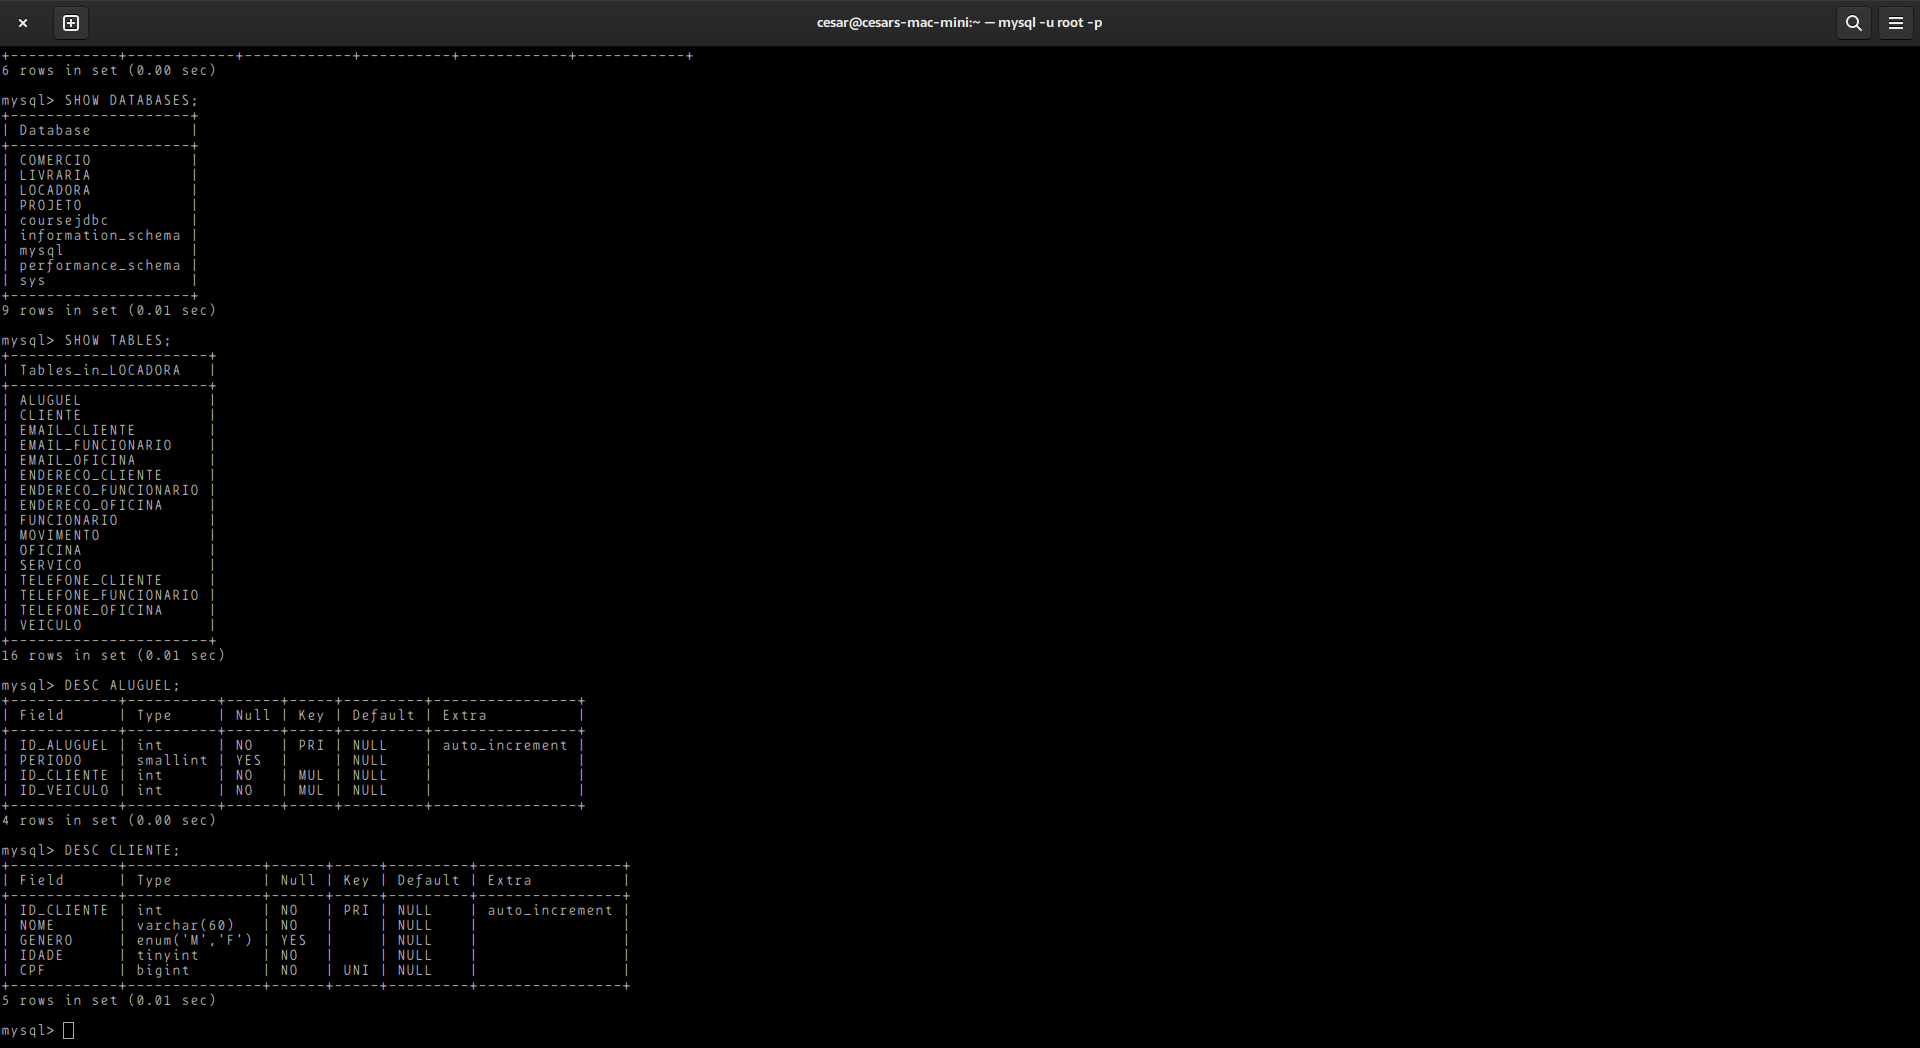 cesar@cesars-mac-mini:~ — mysql -u root -p
+------------+------------+------------+----------+------------+------------+
6 rows in set (0.00 sec)
mysql> SHOW DATABASES;
+--------------------+
| Database           |
+--------------------+
| COMERCIO           |
| LIVRARIA           |
| LOCADORA           |
| PROJETO            |
| coursejdbc         |
| information_schema |
| mysql              |
| performance_schema |
| sys                |
+--------------------+
9 rows in set (0.01 sec)
mysql> SHOW TABLES;
+----------------------+
| Tables_in_LOCADORA   |
+----------------------+
| ALUGUEL              |
| CLIENTE              |
| EMAIL_CLIENTE        |
| EMAIL_FUNCIONARIO    |
| EMAIL_OFICINA        |
| ENDERECO_CLIENTE     |
| ENDERECO_FUNCIONARIO |
| ENDERECO_OFICINA     |
| FUNCIONARIO          |
| MOVIMENTO            |
| OFICINA              |
| SERVICO              |
| TELEFONE_CLIENTE     |
| TELEFONE_FUNCIONARIO |
| TELEFONE_OFICINA     |
| VEICULO              |
+----------------------+
16 rows in set (0.01 sec)
mysql> DESC ALUGUEL;
+------------+----------+------+-----+---------+----------------+
| Field      | Type     | Null | Key | Default | Extra          |
+------------+----------+------+-----+---------+----------------+
| ID_ALUGUEL | int      | NO   | PRI | NULL    | auto_increment |
| PERIODO    | smallint | YES  |     | NULL    |                |
| ID_CLIENTE | int      | NO   | MUL | NULL    |                |
| ID_VEICULO | int      | NO   | MUL | NULL    |                |
+------------+----------+------+-----+---------+----------------+
4 rows in set (0.00 sec)
mysql> DESC CLIENTE;
+------------+---------------+------+-----+---------+----------------+
| Field      | Type          | Null | Key | Default | Extra          |
+------------+---------------+------+-----+---------+----------------+
| ID_CLIENTE | int           | NO   | PRI | NULL    | auto_increment |
| NOME       | varchar(60)   | NO   |     | NULL    |                |
| GENERO     | enum('M','F') | YES  |     | NULL    |                |
| IDADE      | tinyint       | NO   |     | NULL    |                |
| CPF        | bigint        | NO   | UNI | NULL    |                |
+------------+---------------+------+-----+---------+----------------+
5 rows in set (0.01 sec)
mysql>